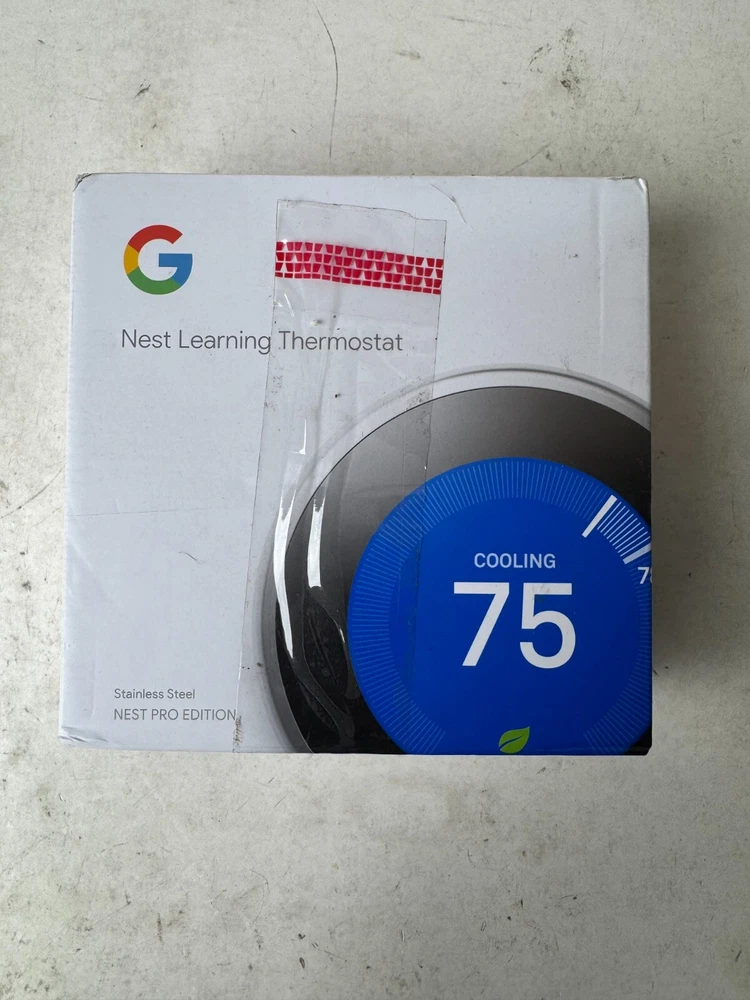 Nest Learning Thermostat
COOLING
75
Stainless Steel
NEST PRO EDITION